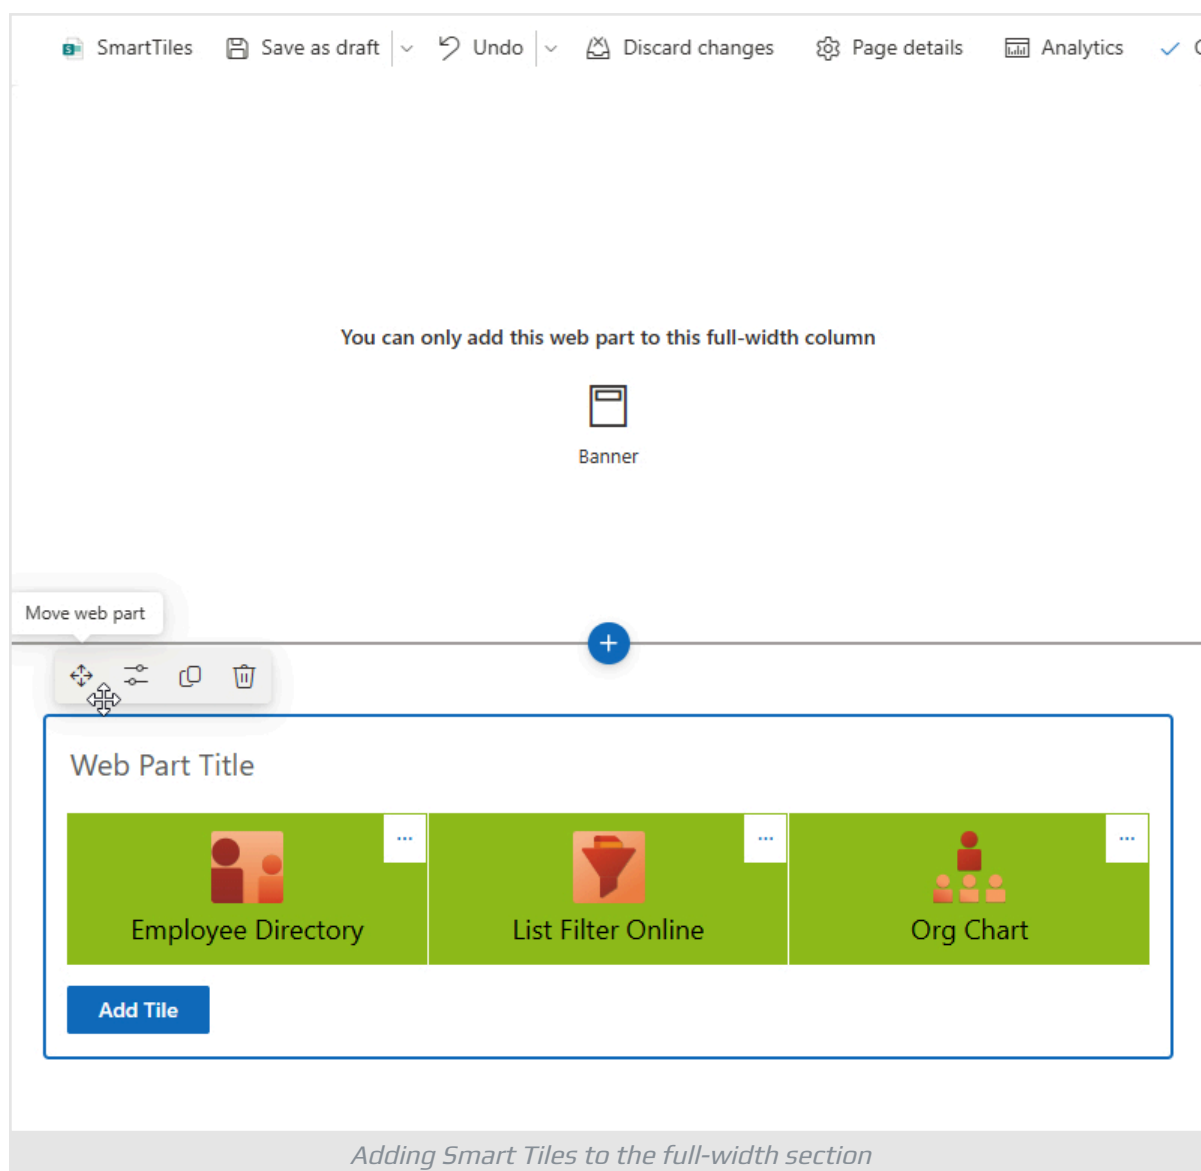 SmartTiles Save as draft Undo Discard changes Page details Analytics
You can only add this web part to this full-width column
Banner
Move web part
Web Part Title
... ... ...
Employee Directory List Filter Online Org Chart
Add Tile
Adding Smart Tiles to the full-width section